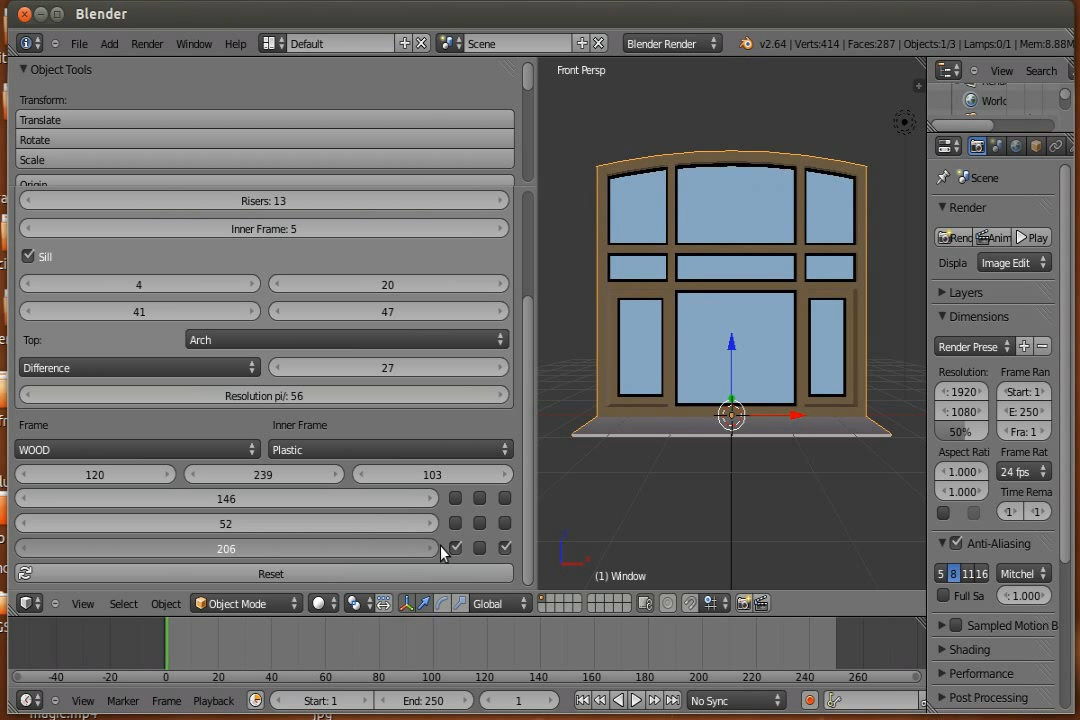 Blender
File Add Render Window Help Default Scene Blender Render v2.64 | Verts:414 | Faces:287 | Objects:1/3 | Lamps:0/1 | Mem:8.88M
Object Tools
Transform:
Translate
Rotate
Scale
Origin
Risers: 13
Inner Frame: 5
Sill
4 20
41 47
Top: Arch
Difference 27
Resolution pi/: 56
Frame Inner Frame
WOOD Plastic
120 239 103
146
52
206
Reset
Front Persp
(1) Window
View Select Object Object Mode Global
-40 -20 0 20 40 60 80 100 120 140 160 180 200 220 240 260
View Marker Frame Playback Start: 1 End: 250 1 No Sync
View Search
World
Scene
Render
Anim Play
Displa Image Edit
Layers
Dimensions
Render Prese
Resolution: Frame Ran
: 1920 Start: 1
: 1080 E: 250
50% Fra: 1
Aspect Rati Frame Rat
1.000 24 fps
1.000 Time Rema
1 1
Anti-Aliasing
5 8 11 16 Mitchel
Full Sa : 1.000
Sampled Motion B
Shading
Performance
Post Processing
magic.mp4
jpg